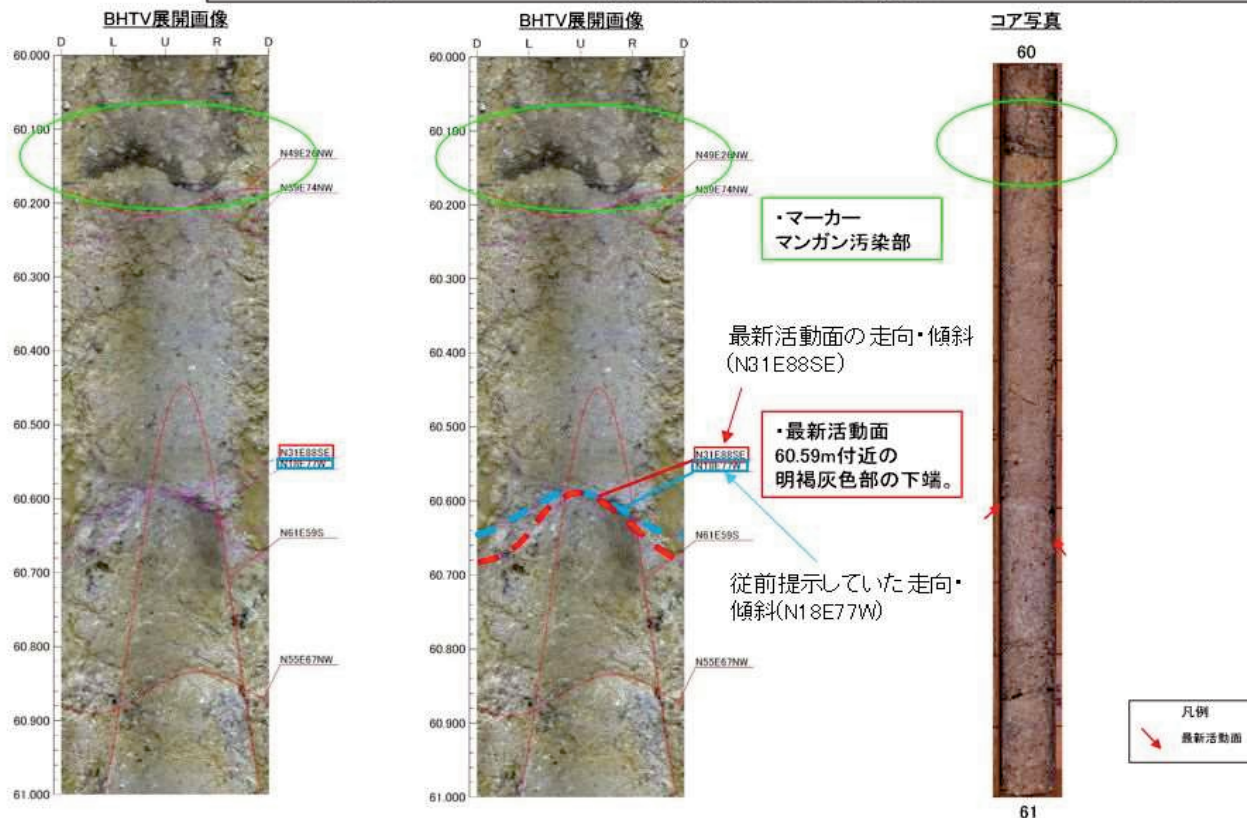 BHTV展開画像
D L U R D
60.000
60.100
60.200
60.300
60.400
60.500
60.600
60.700
60.800
60.900
61.000
N49E26NW
N59E74NW
N31E88SE
N18E77W
N61E59S
N55E67NW
BHTV展開画像
D L U R D
60.000
60.100
60.200
60.300
60.400
60.500
60.600
60.700
60.800
60.900
61.000
N49E26NW
N59E74NW
N31E88SE
N18E77W
N61E59S
N55E67NW
・マーカー
マンガン汚染部
最新活動面の走向・傾斜
(N31E88SE)
・最新活動面
60.59m付近の
明褐灰色部の下端。
従前提示していた走向・
傾斜(N18E77W)
コア写真
60
61
凡例
最新活動面